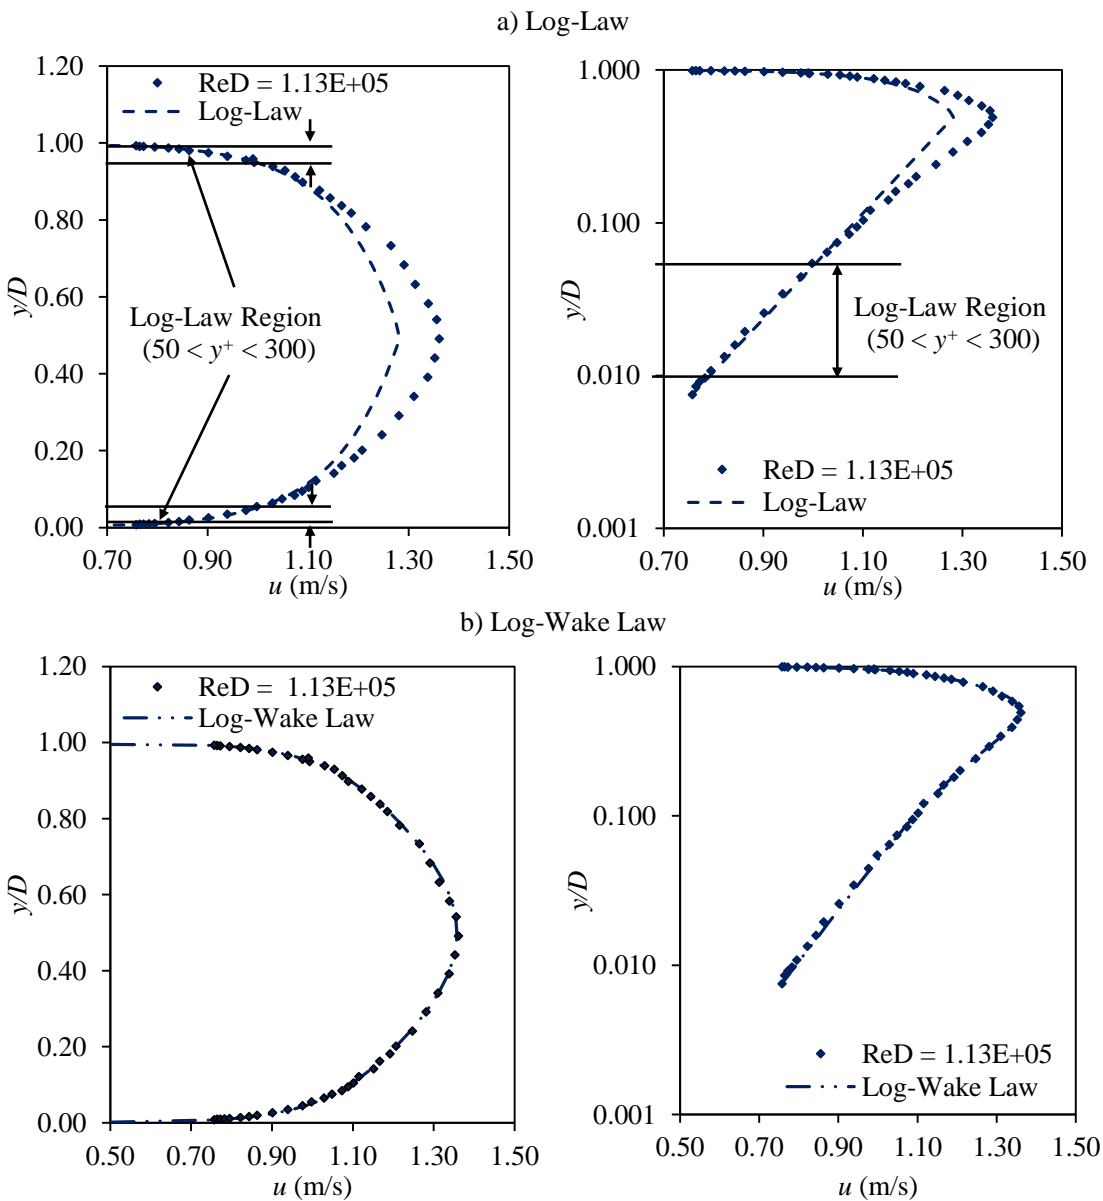 a) Log-Law
1.20
1.00
0.80
0.60
0.40
0.20
0.00
y/D
ReD = 1.13E+05
Log-Law
Log-Law Region
(50 < y⁺ < 300)
0.70 0.90 1.10 1.30 1.50
u (m/s)
1.000
0.100
0.010
0.001
y/D
Log-Law Region
(50 < y⁺ < 300)
ReD = 1.13E+05
Log-Law
0.70 0.90 1.10 1.30 1.50
u (m/s)
b) Log-Wake Law
1.20
1.00
0.80
0.60
0.40
0.20
0.00
y/D
ReD = 1.13E+05
Log-Wake Law
0.50 0.70 0.90 1.10 1.30 1.50
u (m/s)
1.000
0.100
0.010
0.001
y/D
ReD = 1.13E+05
Log-Wake Law
0.50 0.70 0.90 1.10 1.30 1.50
u (m/s)